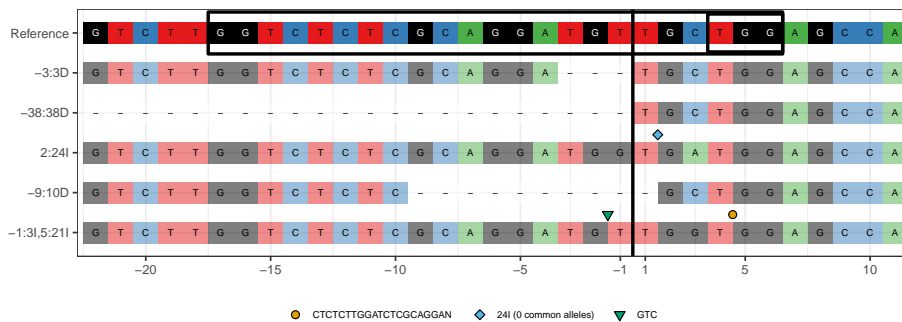 Reference G T C T T G G T C T C T C G C A G G A T G T T G C T G G A G C C A
−3:3D G T C T T G G T C T C T C G C A G G A − − − T G C T G G A G C C A
−38:38D − − − − − − − − − − − − − − − − − − − − − − T G C T G G A G C C A
2:24I G T C T T G G T C T C T C G C A G G A T G G T G A T G G A G C C A
−9:10D G T C T T G G T C T C T C − − − − − − − − − − G C T G G A G C C A
−1:3I,5:21I G T C T T G G T C T C T C G C A G G A T G T T G G T G G A G C C A
−20 −15 −10 −5 −1 1 5 10
CTCTCTTGGATCTCGCAGGAN 24I (0 common alleles) GTC